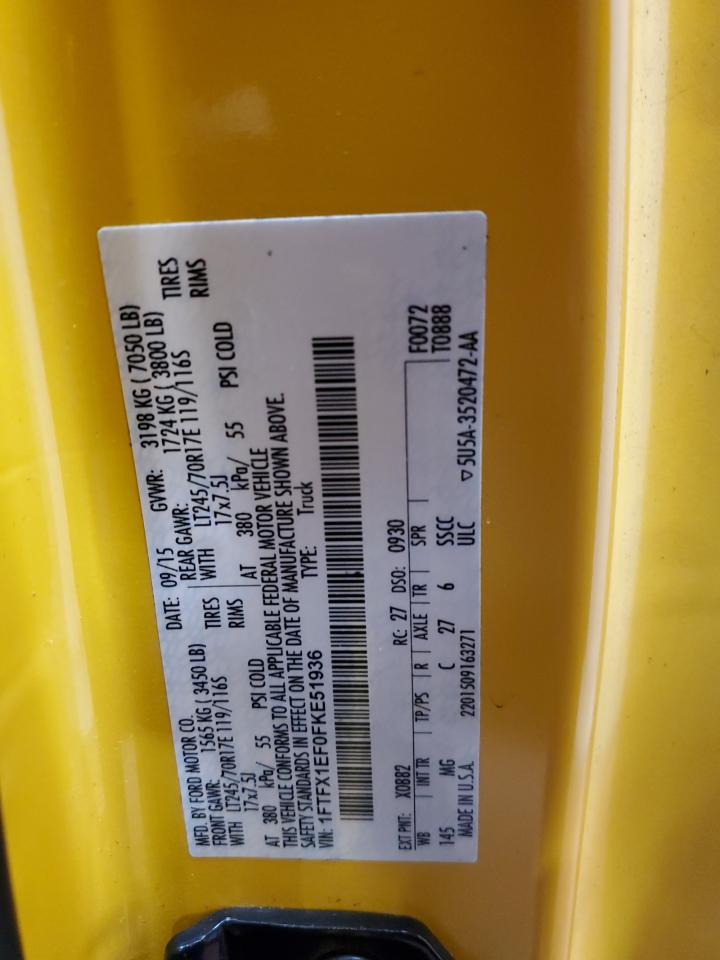 MFD. BY FORD MOTOR CO. DATE: 09/15 GVWR: 3198 KG ( 7050 LB)
FRONT GAWR: 1565 KG ( 3450 LB) REAR GAWR: 1724 KG ( 3800 LB)
WITH LT245/70R17E 119/116S TIRES WITH LT245/70R17E 119/116S TIRES
17x7.5J RIMS 17x7.5J RIMS
AT 380 kPa/ 55 PSI COLD AT 380 kPa/ 55 PSI COLD
THIS VEHICLE CONFORMS TO ALL APPLICABLE FEDERAL MOTOR VEHICLE
SAFETY STANDARDS IN EFFECT ON THE DATE OF MANUFACTURE SHOWN ABOVE.
VIN: 1FTFX1EF0FKE51936 TYPE: Truck
EXT PNT: X0882 RC: 27 DSO: 0930 F0072
WB INT TR TP/PS R AXLE TR SPR T0888
145 MG C 27 6 SSCC
MADE IN U.S.A. 2201509163271 ULC ▽5U5A-3520472-AA